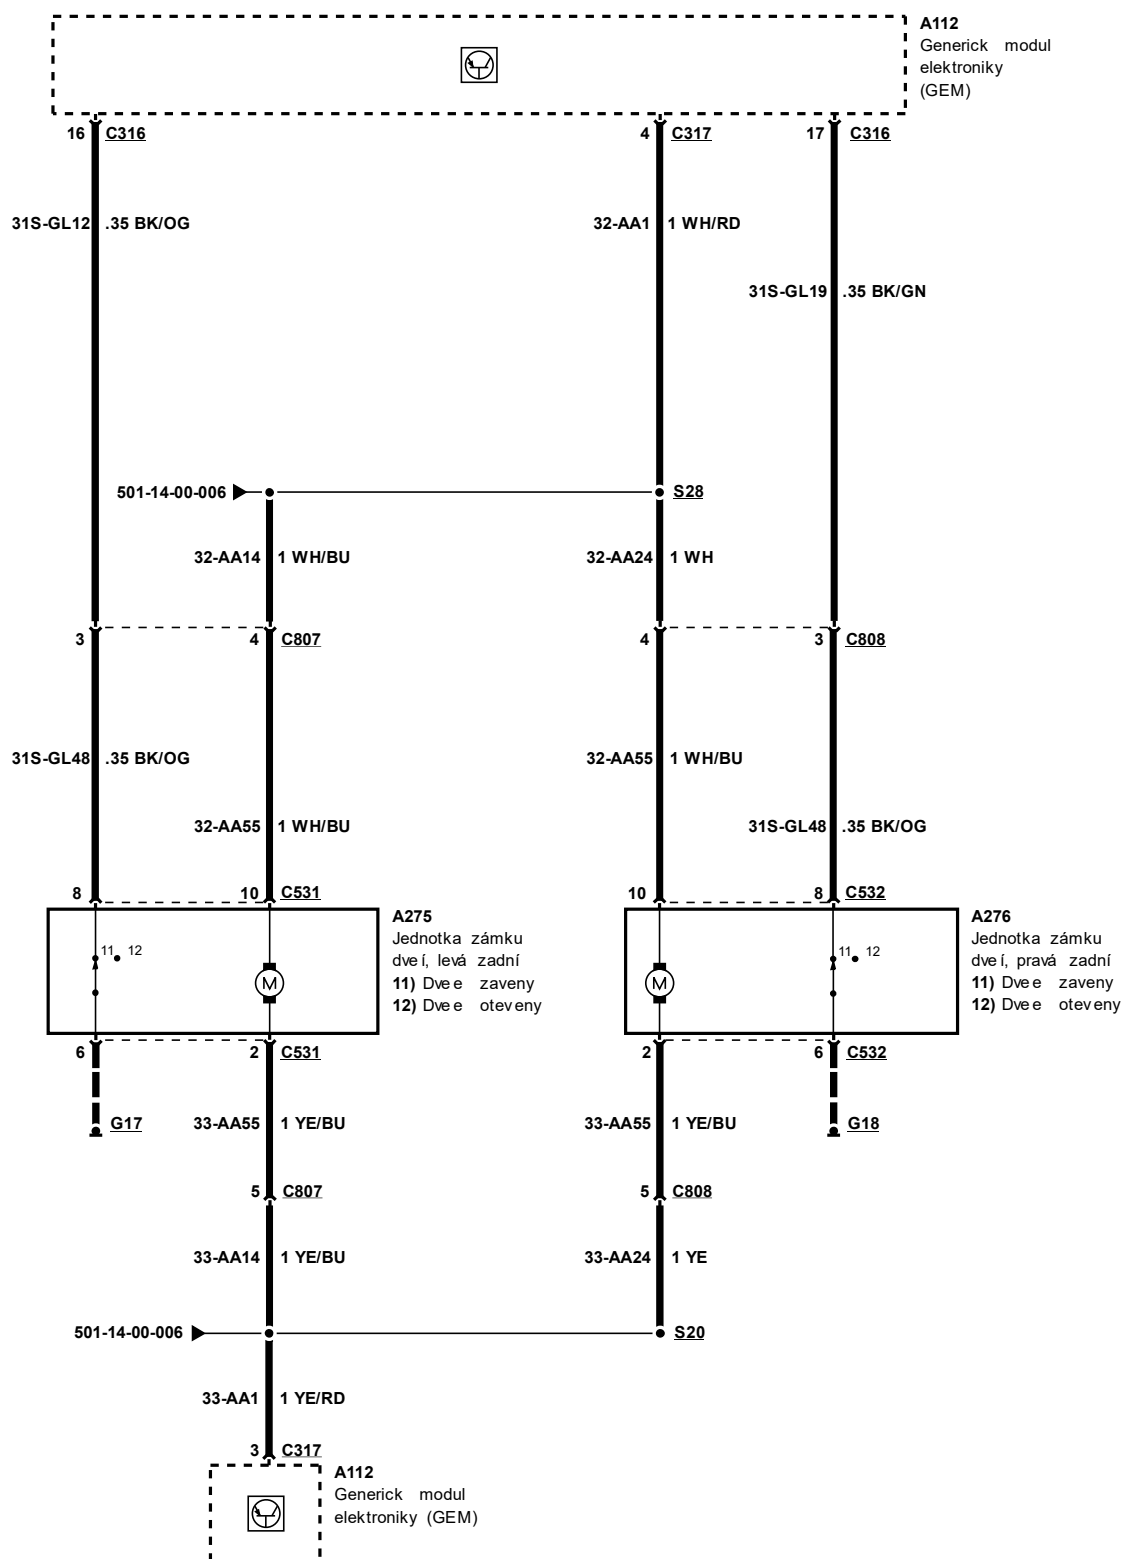 A112
Generick modul
elektroniky
(GEM)
16 C316
4 C317
17 C316
31S-GL12 .35 BK/OG
32-AA1 1 WH/RD
31S-GL19 .35 BK/GN
501-14-00-006
S28
32-AA14 1 WH/BU
32-AA24 1 WH
3
4 C807
4
3 C808
31S-GL48 .35 BK/OG
32-AA55 1 WH/BU
32-AA55 1 WH/BU
31S-GL48 .35 BK/OG
8
10 C531
10
8 C532
A275
Jednotka zámku
dve í, levá zadní
11) Dve e zaveny
12) Dve e oteveny
11 12
M
A276
Jednotka zámku
dve í, pravá zadní
11) Dve e zaveny
12) Dve e oteveny
M
11 12
6
2 C531
2
6 C532
G17
33-AA55 1 YE/BU
33-AA55 1 YE/BU
G18
5 C807
5 C808
33-AA14 1 YE/BU
33-AA24 1 YE
501-14-00-006
S20
33-AA1 1 YE/RD
3 C317
A112
Generick modul
elektroniky (GEM)